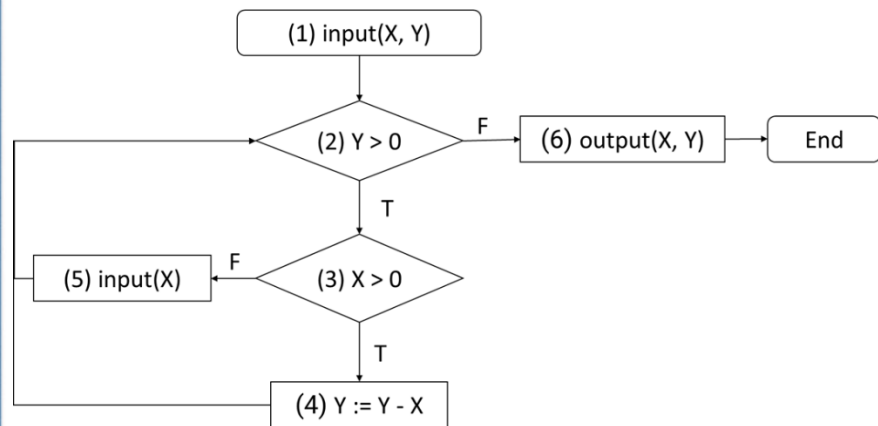 (1) input(X, Y)
(2) Y > 0
F
(6) output(X, Y)
End
T
(5) input(X)
F
(3) X > 0
T
(4) Y := Y - X